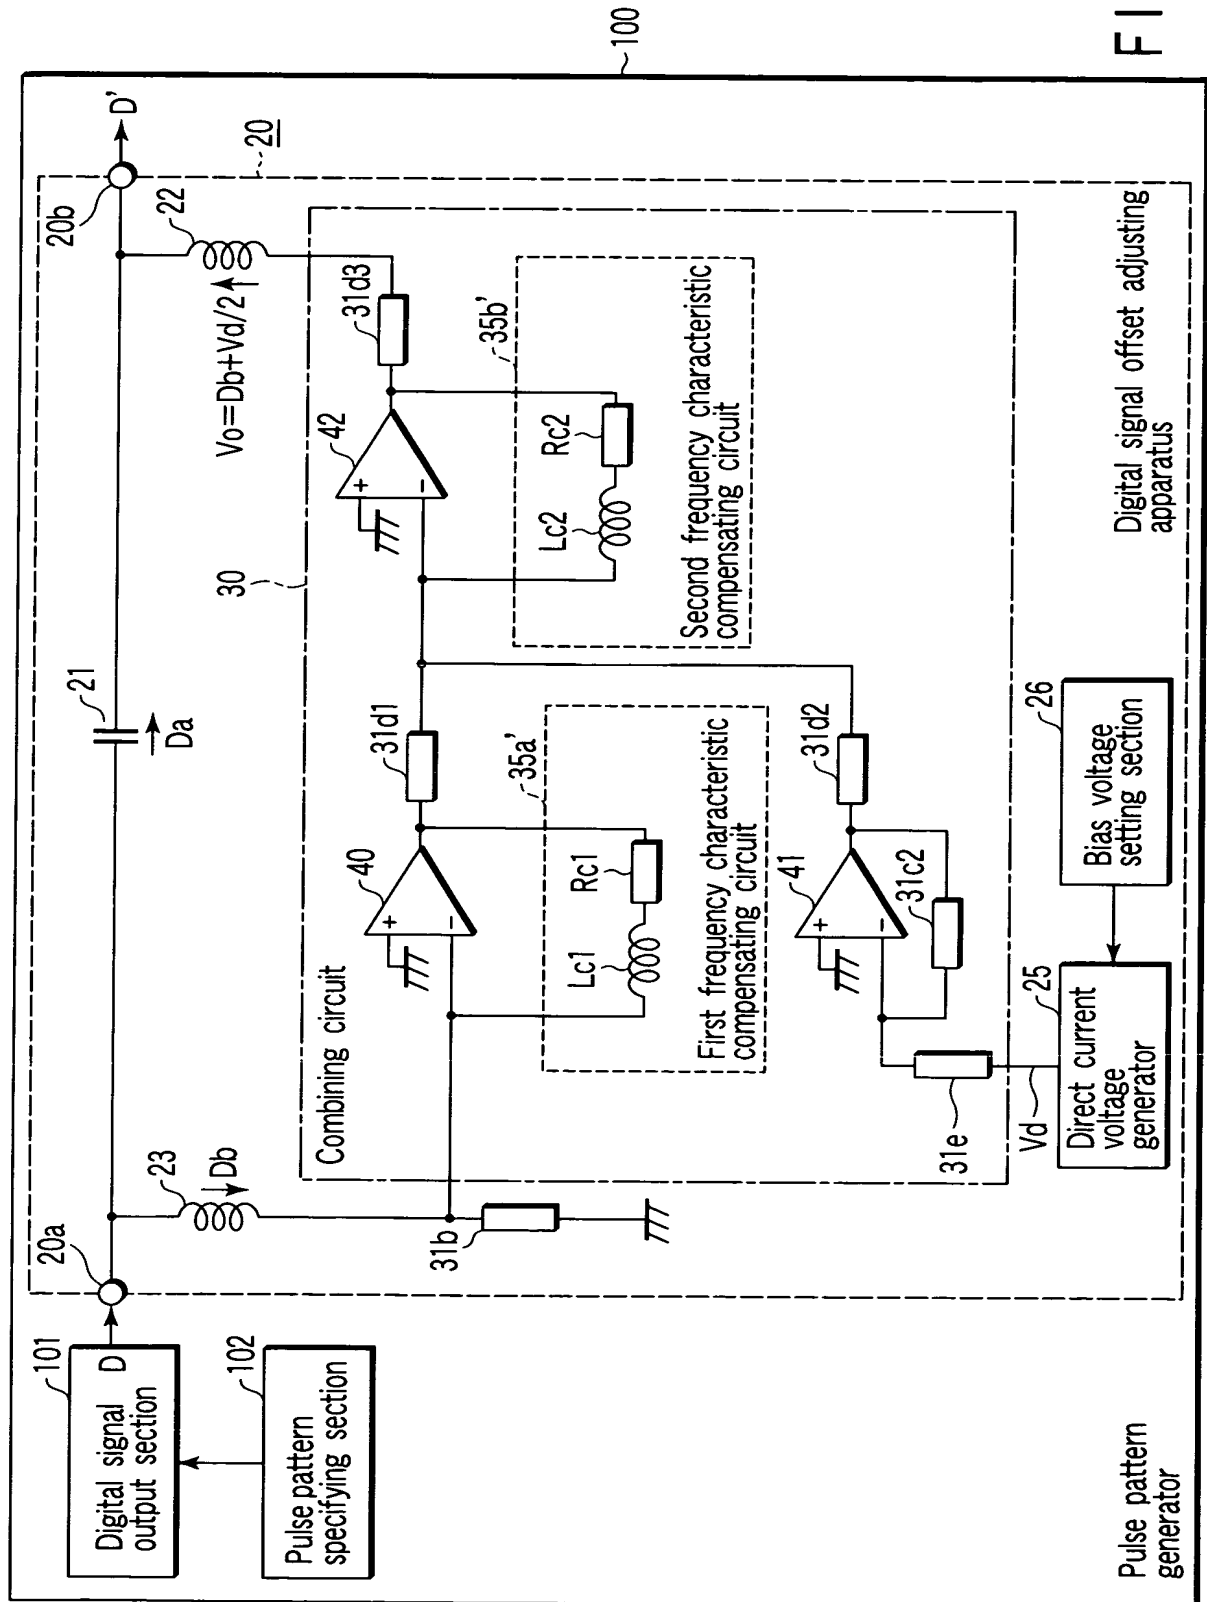 FI
100
101
D
Digital signal
output section
102
Pulse pattern
specifying section
Pulse pattern
generator
20a
23
Db
21
Da
20b
D'
20
22
Vo=Db+Vd/2
30
Combining circuit
31b
40
+
−
31d1
35a'
Lc1
Rc1
First frequency characteristic
compensating circuit
42
+
−
31d3
35b'
Lc2
Rc2
Second frequency characteristic
compensating circuit
41
+
−
31d2
31c2
31e
Vd
25
Direct current
voltage
generator
26
Bias voltage
setting section
Digital signal offset adjusting
apparatus